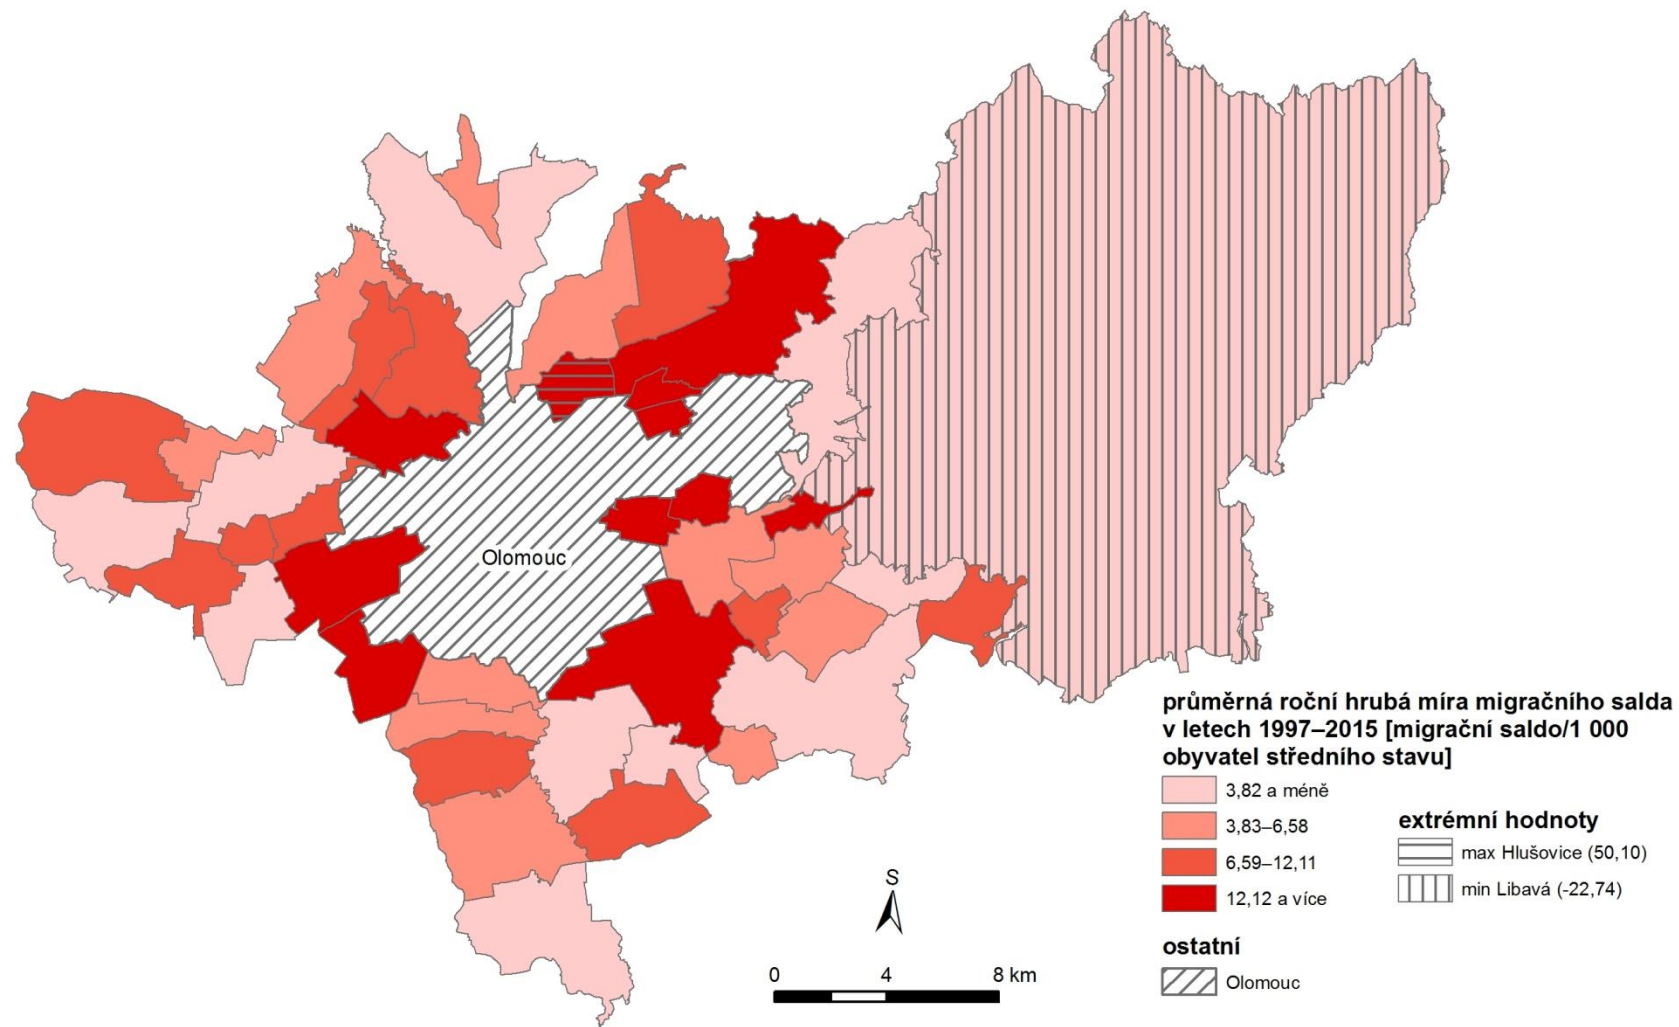 Olomouc
průměrná roční hrubá míra migračního salda
v letech 1997–2015 [migrační saldo/1 000
obyvatel středního stavu]
3,82 a méně
3,83–6,58
6,59–12,11
12,12 a více
extrémní hodnoty
max Hlušovice (50,10)
min Libavá (-22,74)
ostatní
Olomouc
S
0 4 8 km